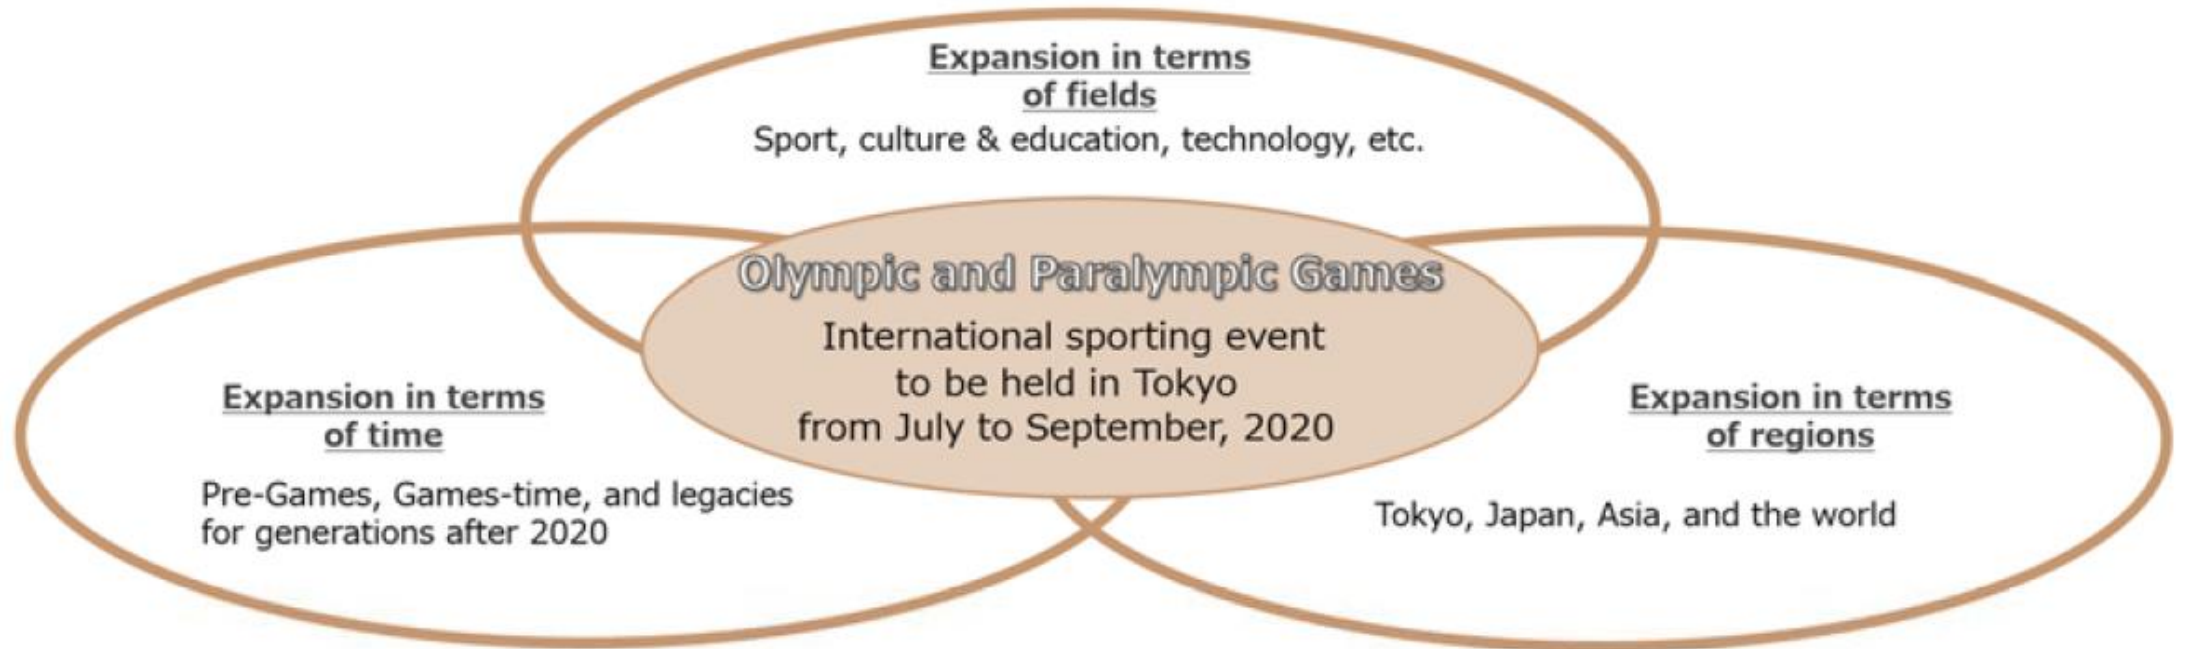 Expansion in terms
of fields
Sport, culture & education, technology, etc.
Olympic and Paralympic Games
International sporting event
to be held in Tokyo
from July to September, 2020
Expansion in terms
of time
Pre-Games, Games-time, and legacies
for generations after 2020
Expansion in terms
of regions
Tokyo, Japan, Asia, and the world